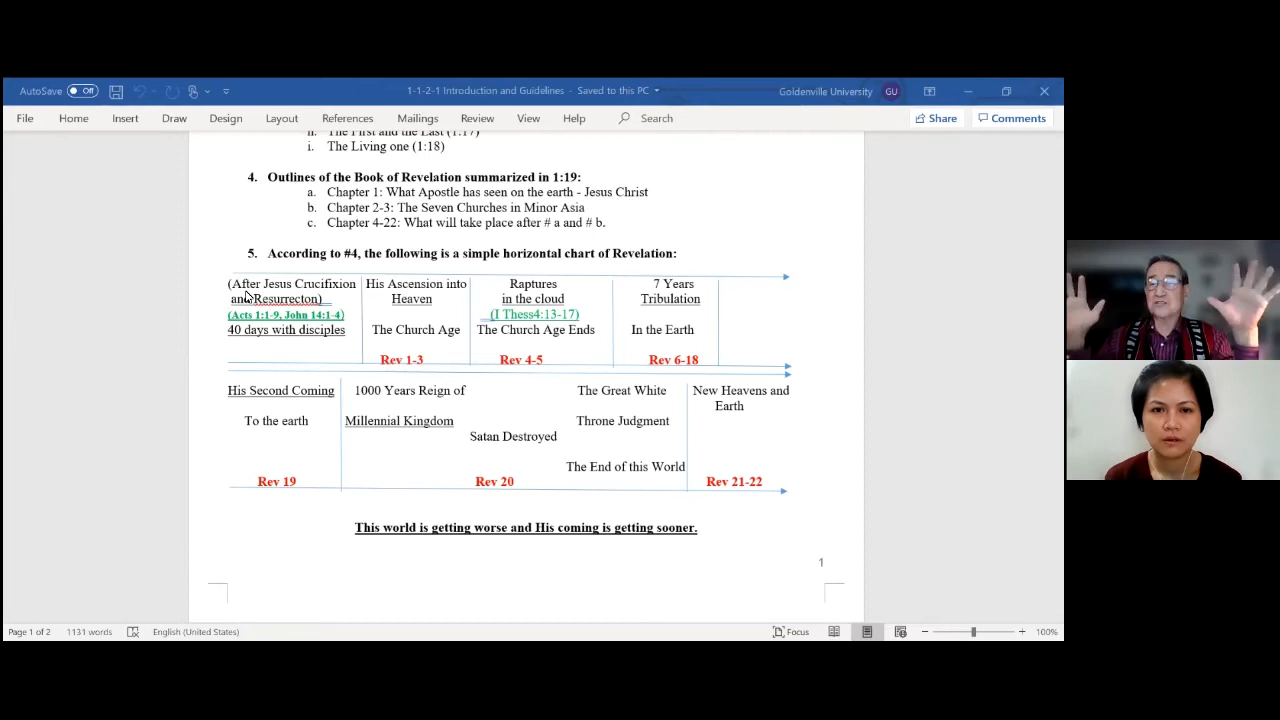 AutoSave Off 1-1-2-1 Introduction and Guidelines - Saved to this PC Goldenville University GU
File Home Insert Draw Design Layout References Mailings Review View Help Search Share Comments
h. The First and the Last (1:17)
i. The Living one (1:18)
4. Outlines of the Book of Revelation summarized in 1:19:
a. Chapter 1: What Apostle has seen on the earth - Jesus Christ
b. Chapter 2-3: The Seven Churches in Minor Asia
c. Chapter 4-22: What will take place after # a and # b.
5. According to #4, the following is a simple horizontal chart of Revelation:
(After Jesus Crucifixion His Ascension into Raptures 7 Years
and Resurrecton) Heaven in the cloud Tribulation
(Acts 1:1-9, John 14:1-4) (I Thess4:13-17)
40 days with disciples The Church Age The Church Age Ends In the Earth
Rev 1-3 Rev 4-5 Rev 6-18
His Second Coming 1000 Years Reign of The Great White New Heavens and
Earth
To the earth Millennial Kingdom Throne Judgment
Satan Destroyed
The End of this World
Rev 19 Rev 20 Rev 21-22
This world is getting worse and His coming is getting sooner.
1
Page 1 of 2 1131 words English (United States) Focus 100%